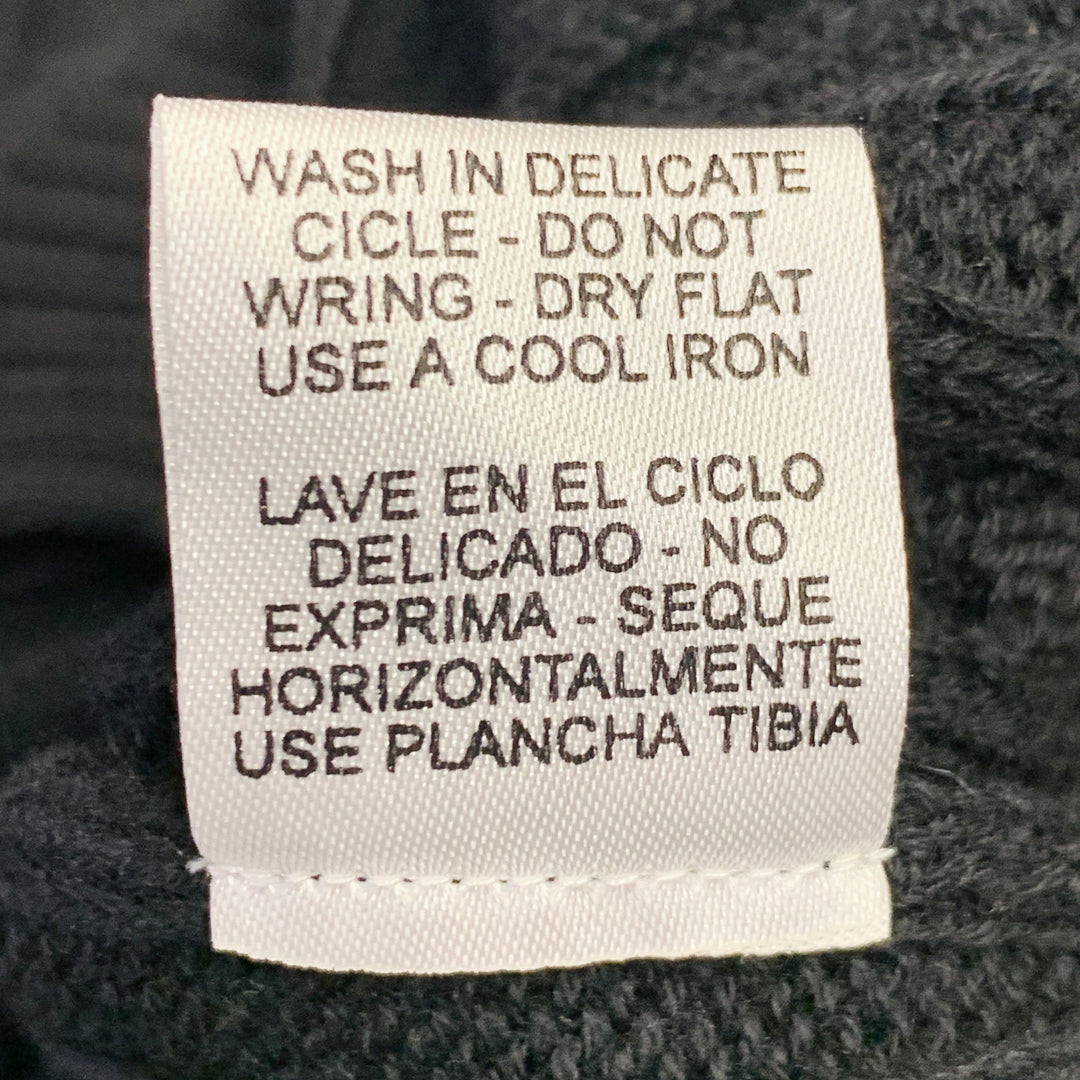 WASH IN DELICATE
CICLE - DO NOT
WRING - DRY FLAT
USE A COOL IRON
LAVE EN EL CICLO
DELICADO - NO
EXPRIMA - SEQUE
HORIZONTALMENTE
USE PLANCHA TIBIA